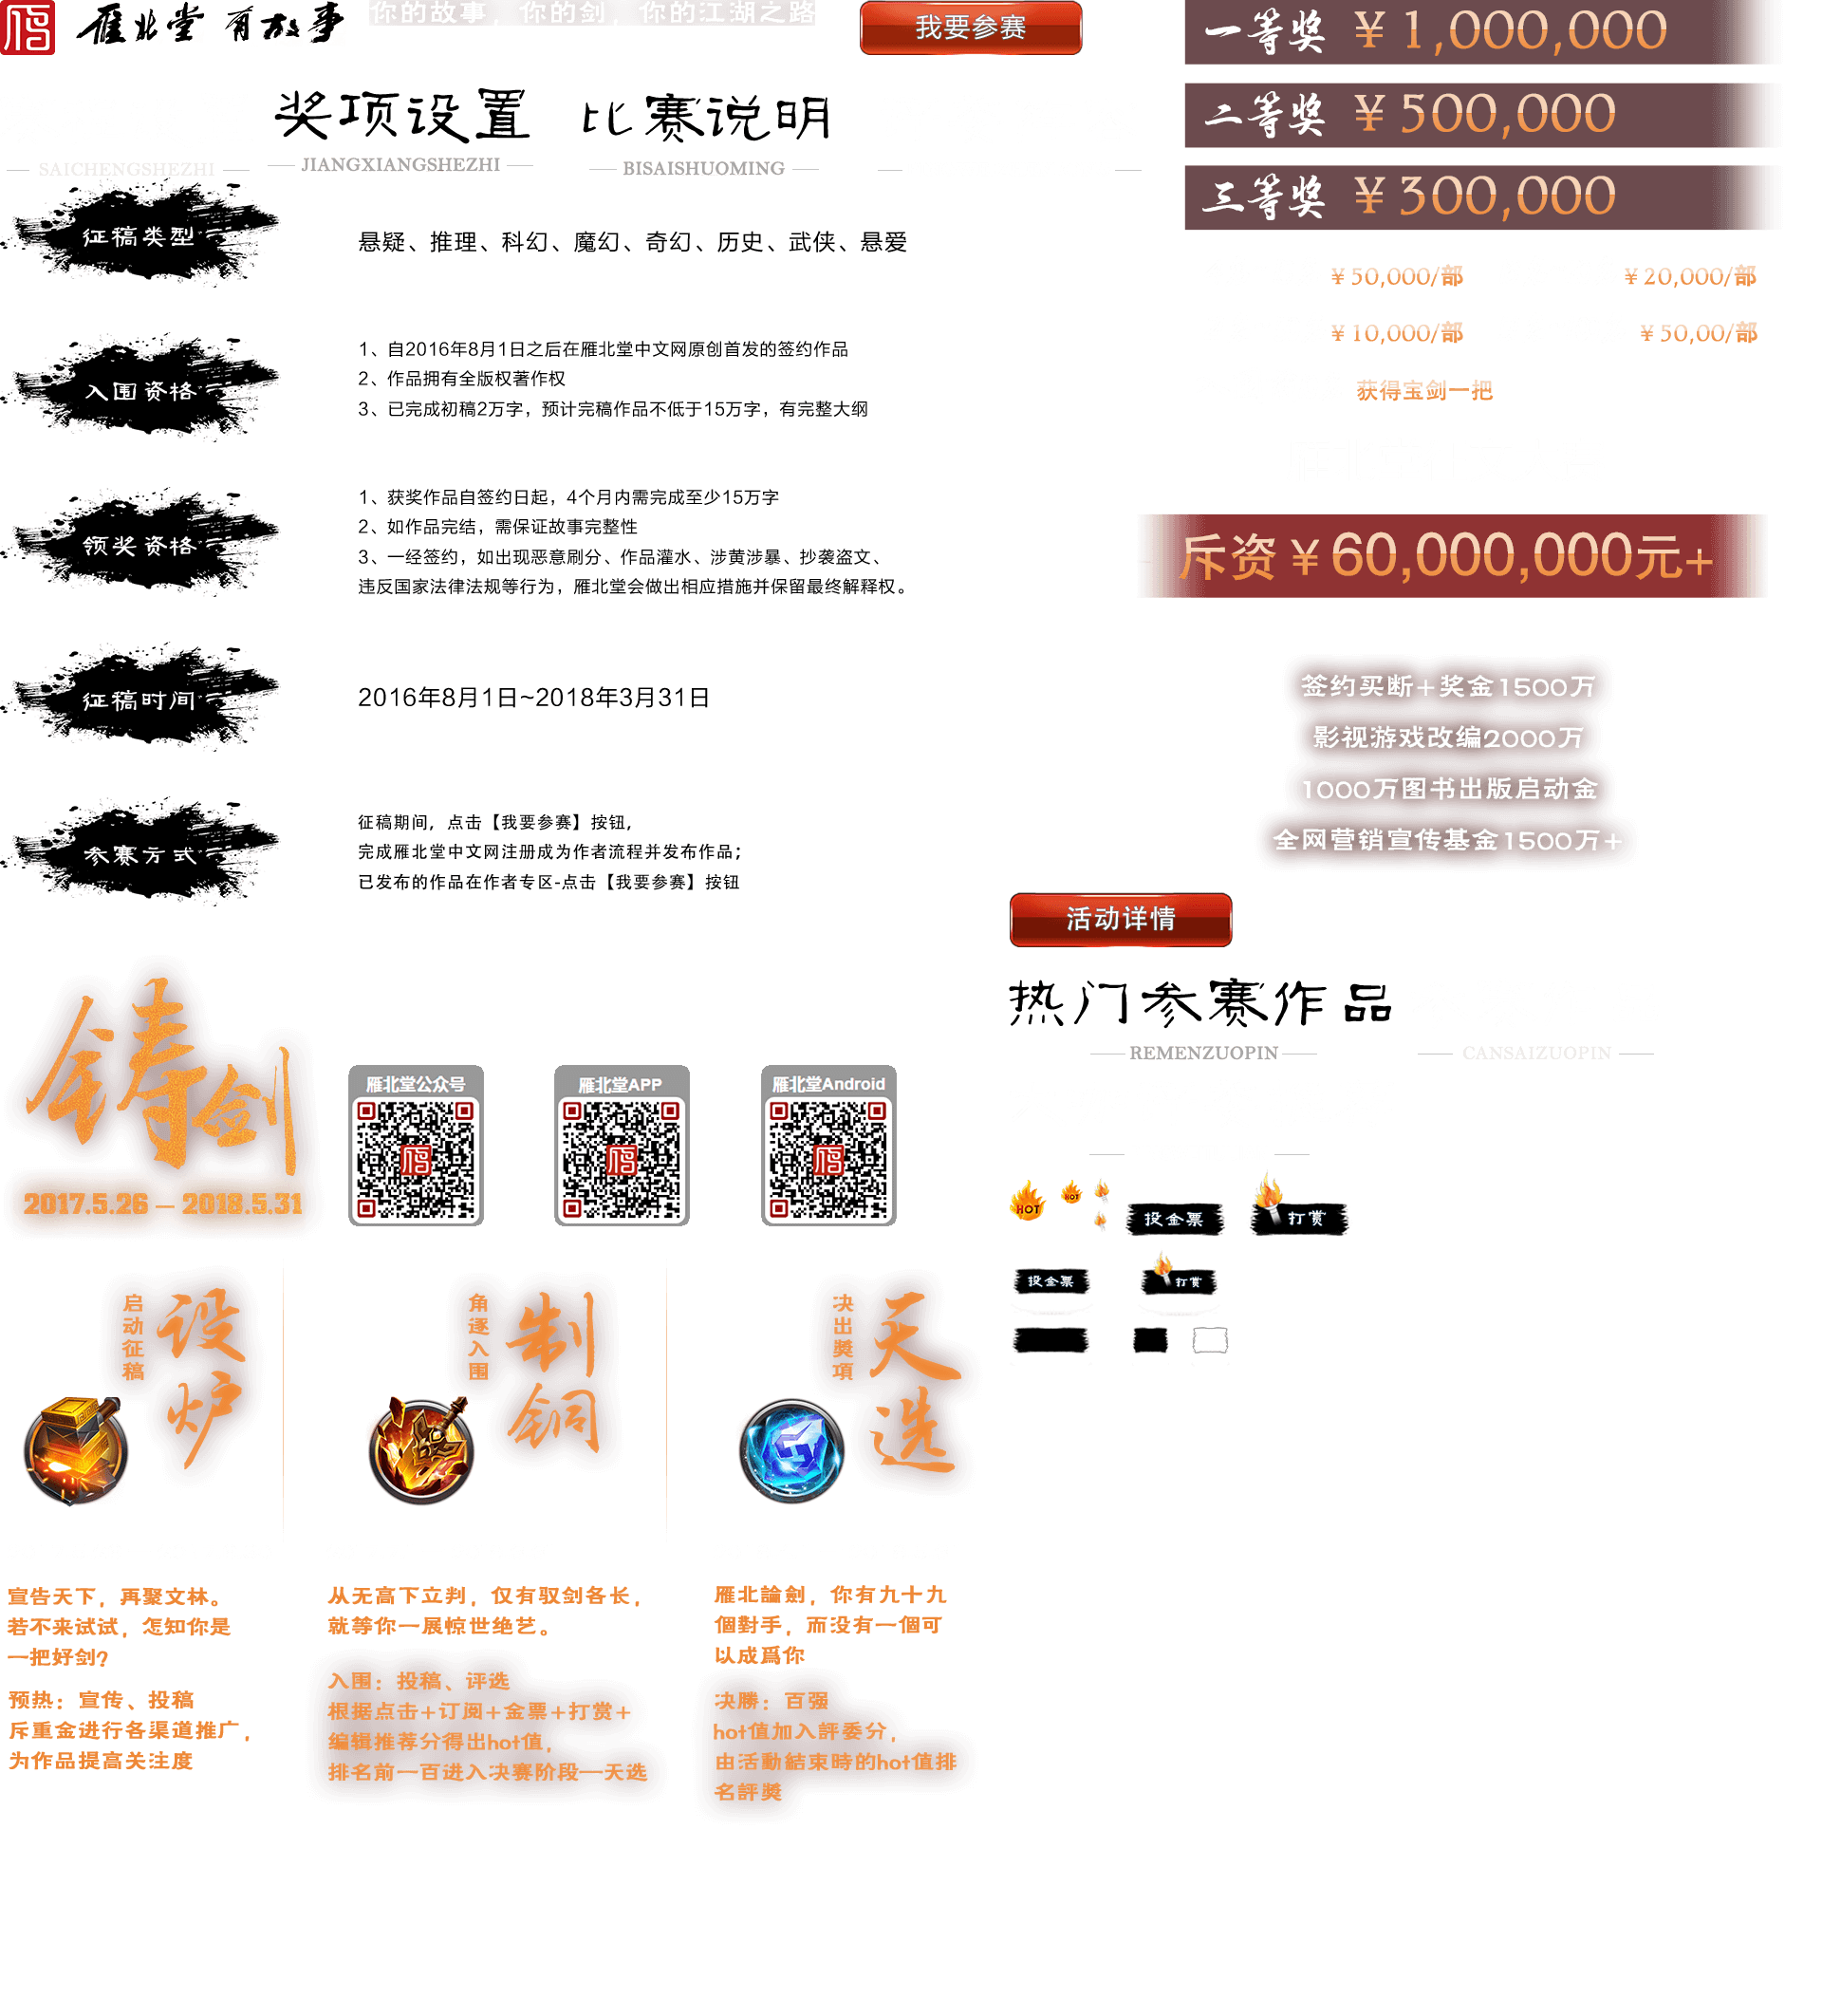 雁北堂 有故事
你的故事，你的剑，你的江湖之路
我要参赛
奖项设置
JIANGXIANGSHEZHI
比赛说明
BISAISHUOMING
SAICHENGSHEZHI
征稿类型
悬疑、推理、科幻、魔幻、奇幻、历史、武侠、悬爱
入围资格
1、自2016年8月1日之后在雁北堂中文网原创首发的签约作品
2、作品拥有全版权著作权
3、已完成初稿2万字，预计完稿作品不低于15万字，有完整大纲
领奖资格
1、获奖作品自签约日起，4个月内需完成至少15万字
2、如作品完结，需保证故事完整性
3、一经签约，如出现恶意刷分、作品灌水、涉黄涉暴、抄袭盗文、
违反国家法律法规等行为，雁北堂会做出相应措施并保留最终解释权。
征稿时间
2016年8月1日~2018年3月31日
参赛方式
征稿期间，点击【我要参赛】按钮，
完成雁北堂中文网注册成为作者流程并发布作品；
已发布的作品在作者专区-点击【我要参赛】按钮
一等奖 ￥1,000,000
二等奖 ￥500,000
三等奖 ￥300,000
￥50,000/部
￥20,000/部
￥10,000/部
￥50,00/部
获得宝剑一把
斥资￥60,000,000元+
签约买断+奖金1500万
影视游戏改编2000万
1000万图书出版启动金
全网营销宣传基金1500万+
活动详情
热门参赛作品
REMENZUOPIN
CANSAIZUOPIN
铸剑
2017.5.26 — 2018.5.31
雁北堂公众号
雁北堂APP
雁北堂Android
HOT
HOT
投金票
打赏
投金票
打赏
启动征稿
设炉
角逐入围
制铜
决出獎項
天选
宣告天下，再聚文林。
若不来试试，怎知你是
一把好剑？
预热：宣传、投稿
斥重金进行各渠道推广，
为作品提高关注度
从无高下立判，仅有驭剑各长，
就等你一展惊世绝艺。
入围：投稿、评选
根据点击+订阅+金票+打赏+
编辑推荐分得出hot值，
排名前一百进入决赛阶段—天选
雁北論劍，你有九十九
個對手，而没有一個可
以成爲你
决勝：百强
hot值加入評委分，
由活動結束時的hot值排
名評獎